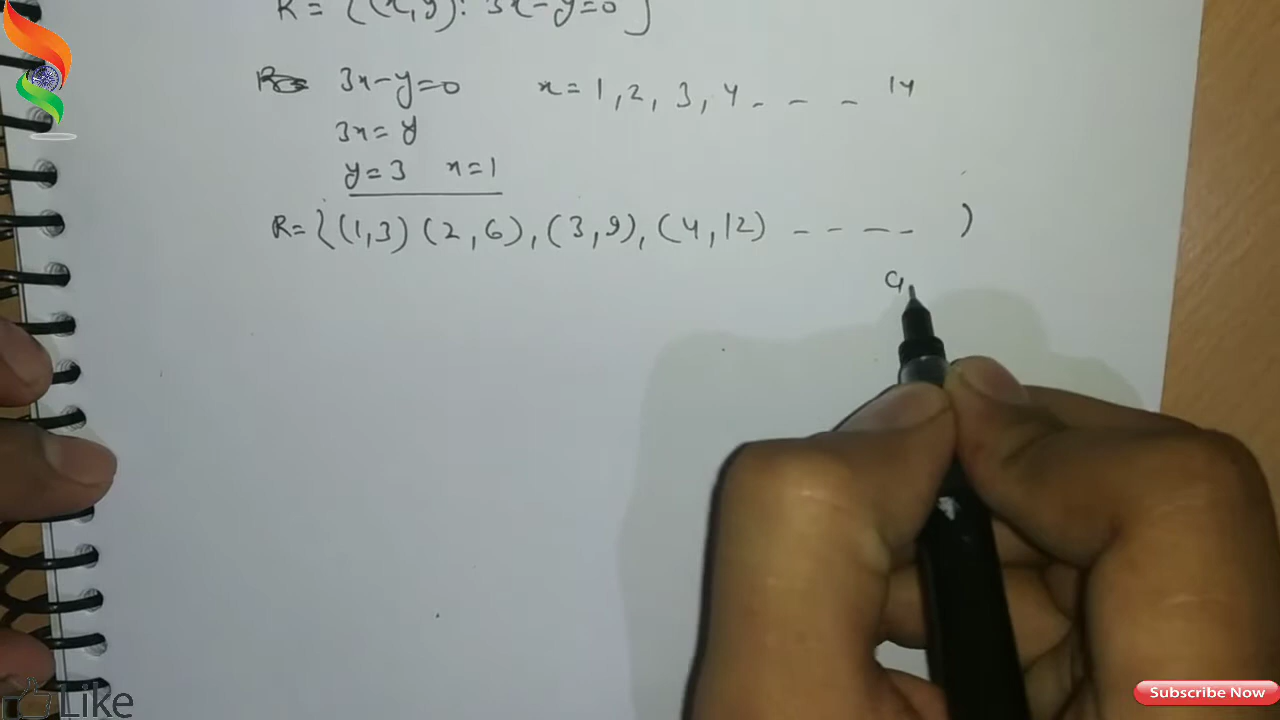 R = {(x,y): 3x-y=0}
3x-y=0 x=1,2,3,4- - - 14
3x=y
y=3 x=1
R={(1,3)(2,6),(3,9),(4,12) - - - - )
Like
Subscribe Now